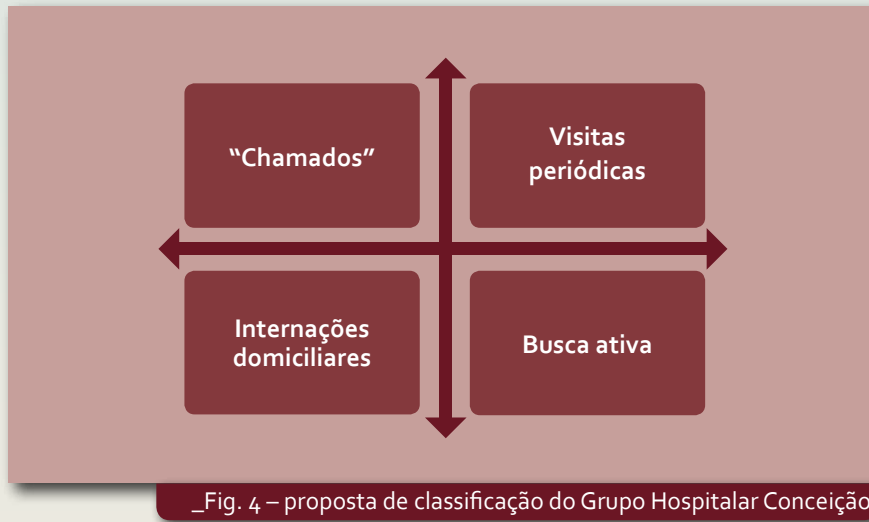 “Chamados”
Visitas
periódicas
Internações
domiciliares
Busca ativa
_Fig. 4 – proposta de classificação do Grupo Hospitalar Conceição